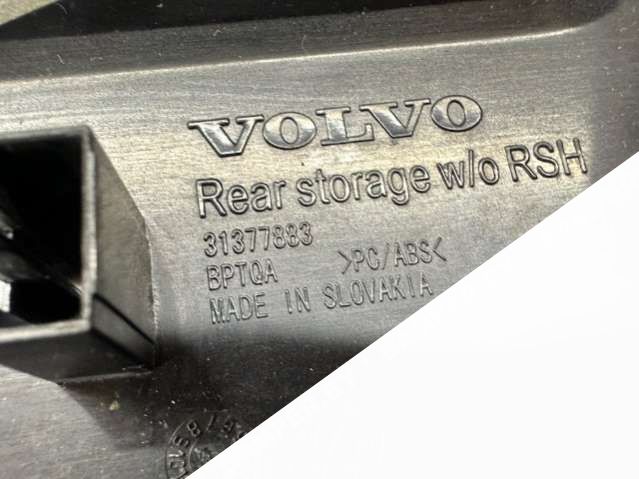 VOLVO
Rear storage w/o RSH
31377883
BPTQA >PC/ABS<
MADE IN SLOVAKIA